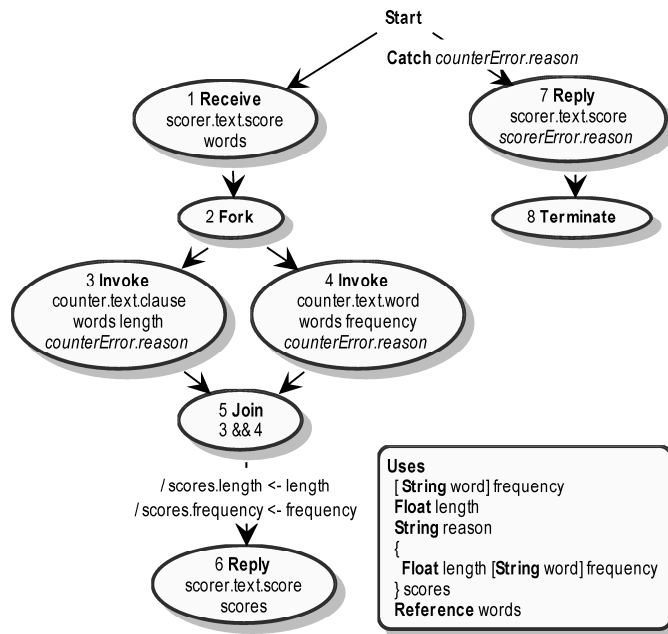 Start
Catch counterError.reason
1 Receive
scorer.text.score
words
7 Reply
scorer.text.score
scorerError.reason
2 Fork
8 Terminate
3 Invoke
counter.text.clause
words length
counterError.reason
4 Invoke
counter.text.word
words frequency
counterError.reason
5 Join
3 && 4
/ scores.length <- length
/ scores.frequency <- frequency
6 Reply
scorer.text.score
scores
Uses
[ String word] frequency
Float length
String reason
{
Float length [String word] frequency
} scores
Reference words